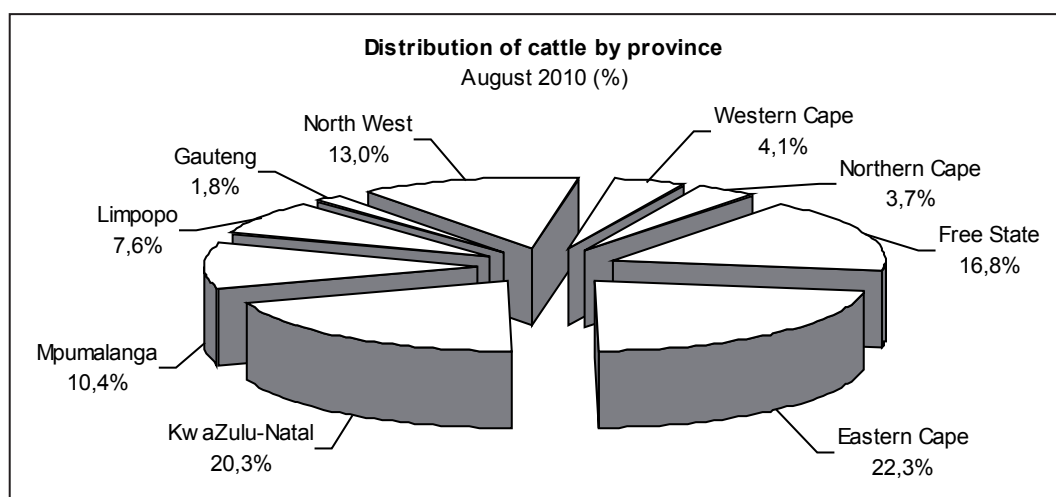 Distribution of cattle by province
August 2010 (%)
North West
13,0%
Western Cape
4,1%
Gauteng
1,8%
Northern Cape
3,7%
Limpopo
7,6%
Free State
16,8%
Mpumalanga
10,4%
KwaZulu-Natal
20,3%
Eastern Cape
22,3%